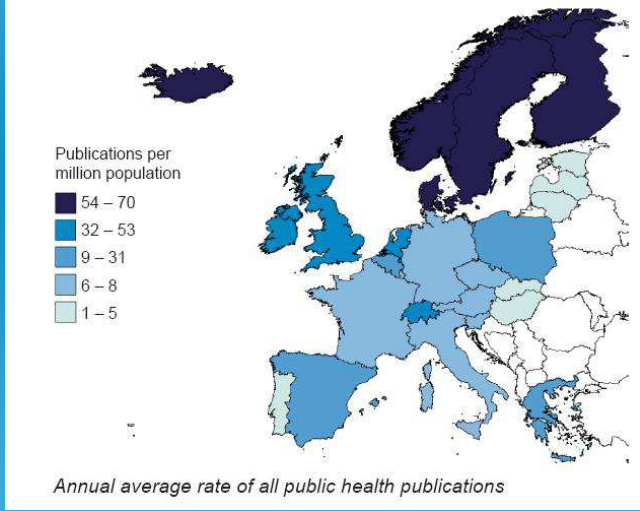 Publications per
million population
54 – 70
32 – 53
9 – 31
6 – 8
1 – 5
Annual average rate of all public health publications